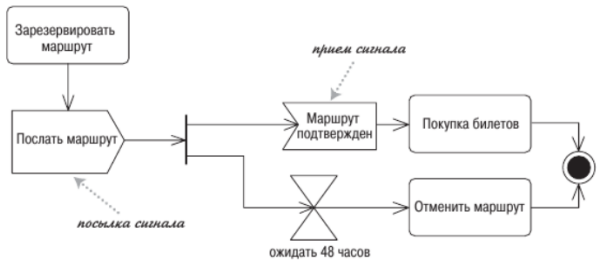 Зарезервировать
маршрут
прием сигнала
Послать маршрут
Маршрут
подтвержден
Покупка билетов
посылка сигнала
ожидать 48 часов
Отменить маршрут